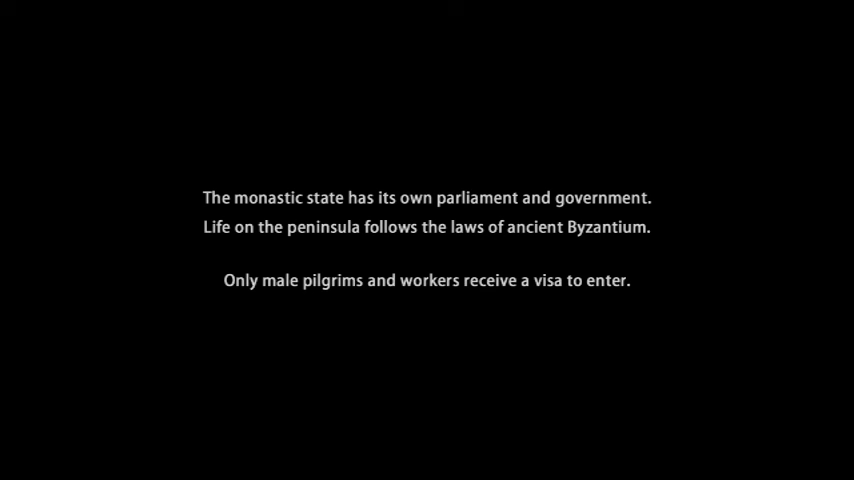 The monastic state has its own parliament and government.
Life on the peninsula follows the laws of ancient Byzantium.
Only male pilgrims and workers receive a visa to enter.